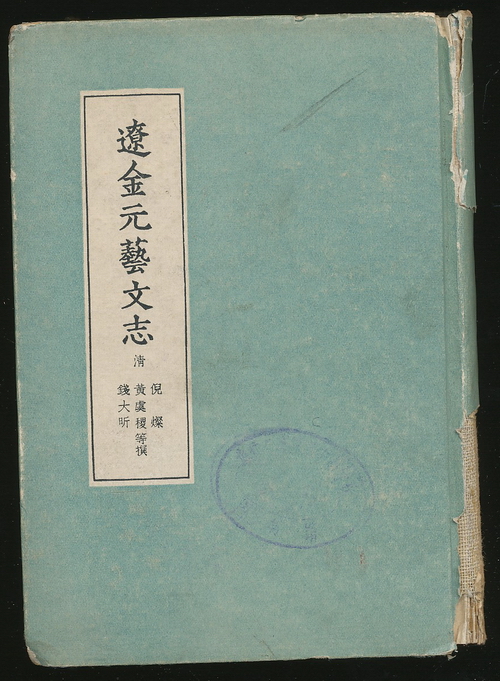 遼金元藝文志
清
倪燦
黃虞稷等撰
錢大昕